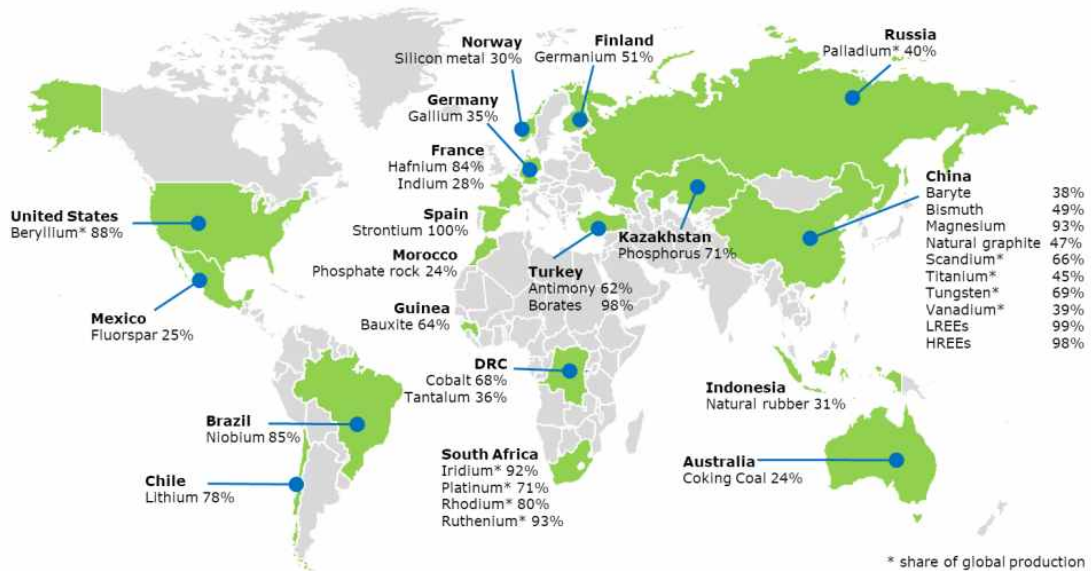 Norway
Silicon metal 30%
Finland
Germanium 51%
Russia
Palladium* 40%
Germany
Gallium 35%
France
Hafnium 84%
Indium 28%
United States
Beryllium* 88%
Spain
Strontium 100%
Morocco
Phosphate rock 24%
Turkey
Antimony 62%
Borates 98%
Kazakhstan
Phosphorus 71%
China
Baryte 38%
Bismuth 49%
Magnesium 93%
Natural graphite 47%
Scandium* 66%
Titanium* 45%
Tungsten* 69%
Vanadium* 39%
LREEs 99%
HREEs 98%
Mexico
Fluorspar 25%
Guinea
Bauxite 64%
DRC
Cobalt 68%
Tantalum 36%
Indonesia
Natural rubber 31%
Brazil
Niobium 85%
Chile
Lithium 78%
South Africa
Iridium* 92%
Platinum* 71%
Rhodium* 80%
Ruthenium* 93%
Australia
Coking Coal 24%
* share of global production